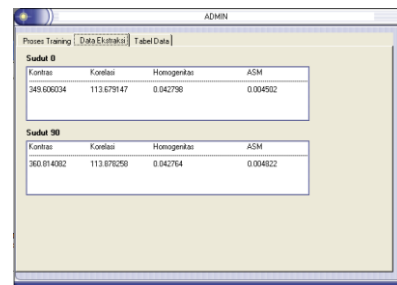 ADMIN
Proses Training Data Ekstraksi Tabel Data
Sudut 0
Kontras Korelasi Homogenitas ASM
349.606034 113.679147 0.042798 0.004502
Sudut 90
Kontras Korelasi Homogenitas ASM
360.814082 113.878258 0.042764 0.004822